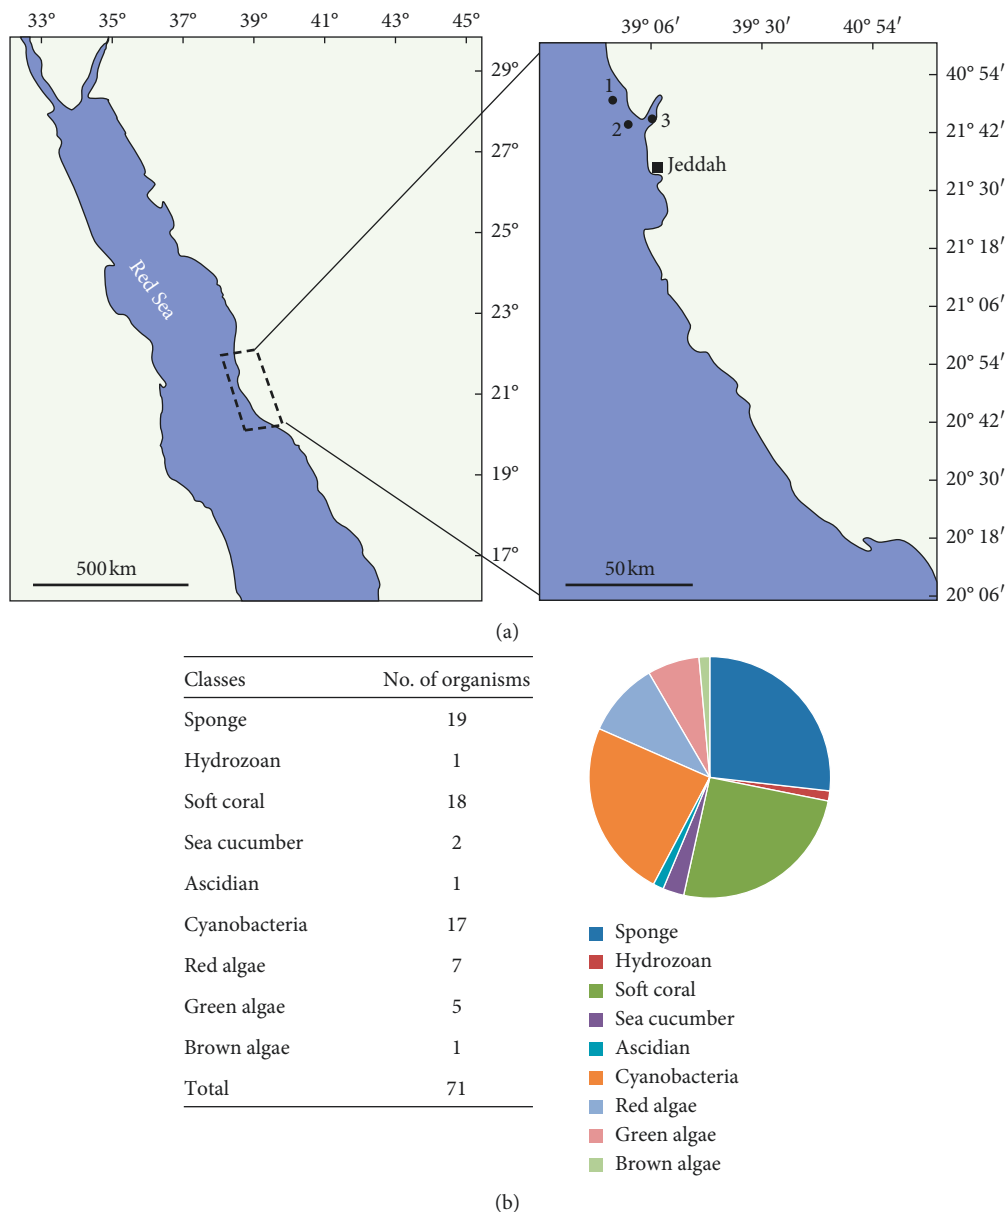 33° 35° 37° 39° 41° 43° 45°
29°
27°
25°
23°
21°
19°
17°
Red Sea
500 km
39° 06′ 39° 30′ 40° 54′
40° 54′
21° 42′
21° 30′
21° 18′
21° 06′
20° 54′
20° 42′
20° 30′
20° 18′
20° 06′
1
2
3
Jeddah
50 km
(a)
Classes No. of organisms
Sponge 19
Hydrozoan 1
Soft coral 18
Sea cucumber 2
Ascidian 1
Cyanobacteria 17
Red algae 7
Green algae 5
Brown algae 1
Total 71
Sponge
Hydrozoan
Soft coral
Sea cucumber
Ascidian
Cyanobacteria
Red algae
Green algae
Brown algae
(b)